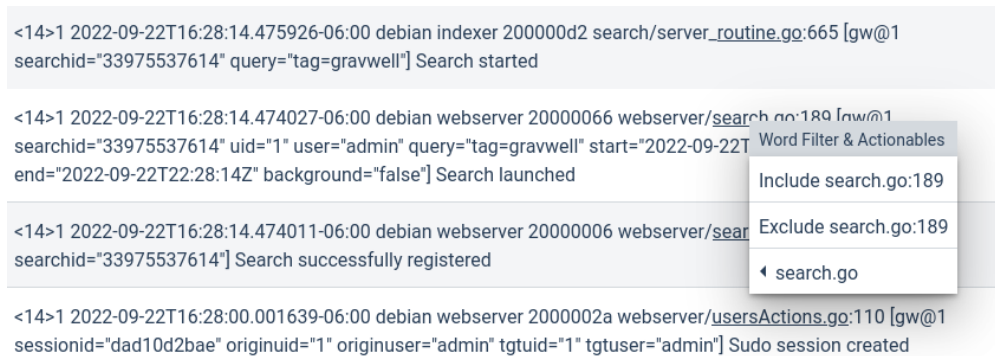 <14>1 2022-09-22T16:28:14.475926-06:00 debian indexer 200000d2 search/server_routine.go:665 [gw@1
searchid="33975537614" query="tag=gravwell"] Search started
<14>1 2022-09-22T16:28:14.474027-06:00 debian webserver 20000066 webserver/search.go:189 [gw@1
searchid="33975537614" uid="1" user="admin" query="tag=gravwell" start="2022-09-22T
end="2022-09-22T22:28:14Z" background="false"] Search launched
Word Filter & Actionables
Include search.go:189
Exclude search.go:189
search.go
<14>1 2022-09-22T16:28:14.474011-06:00 debian webserver 20000006 webserver/sear
searchid="33975537614"] Search successfully registered
<14>1 2022-09-22T16:28:00.001639-06:00 debian webserver 2000002a webserver/usersActions.go:110 [gw@1
sessionid="dad10d2bae" originuid="1" originuser="admin" tgtuid="1" tgtuser="admin"] Sudo session created